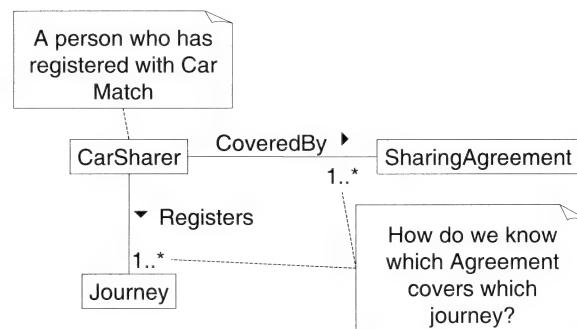 A person who has
registered with Car
Match
CoveredBy
CarSharer
SharingAgreement
1..*
Registers
1..*
Journey
How do we know
which Agreement
covers which
journey?